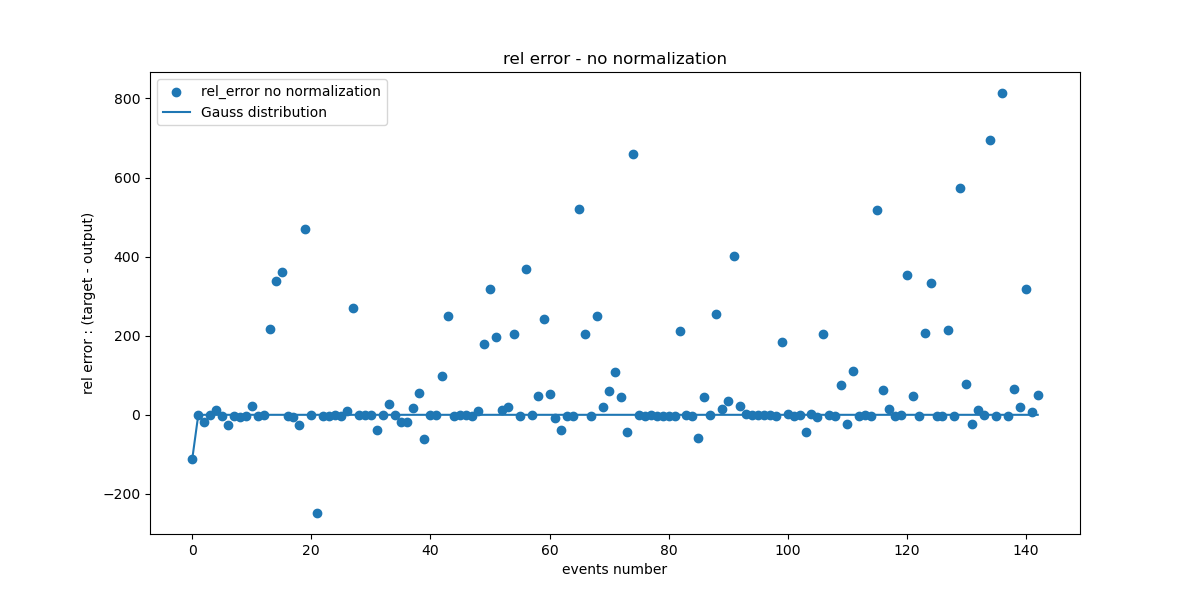 rel error - no normalization
rel_error no normalization
Gauss distribution
rel error : (target - output)
800
600
400
200
0
−200
0 20 40 60 80 100 120 140
events number